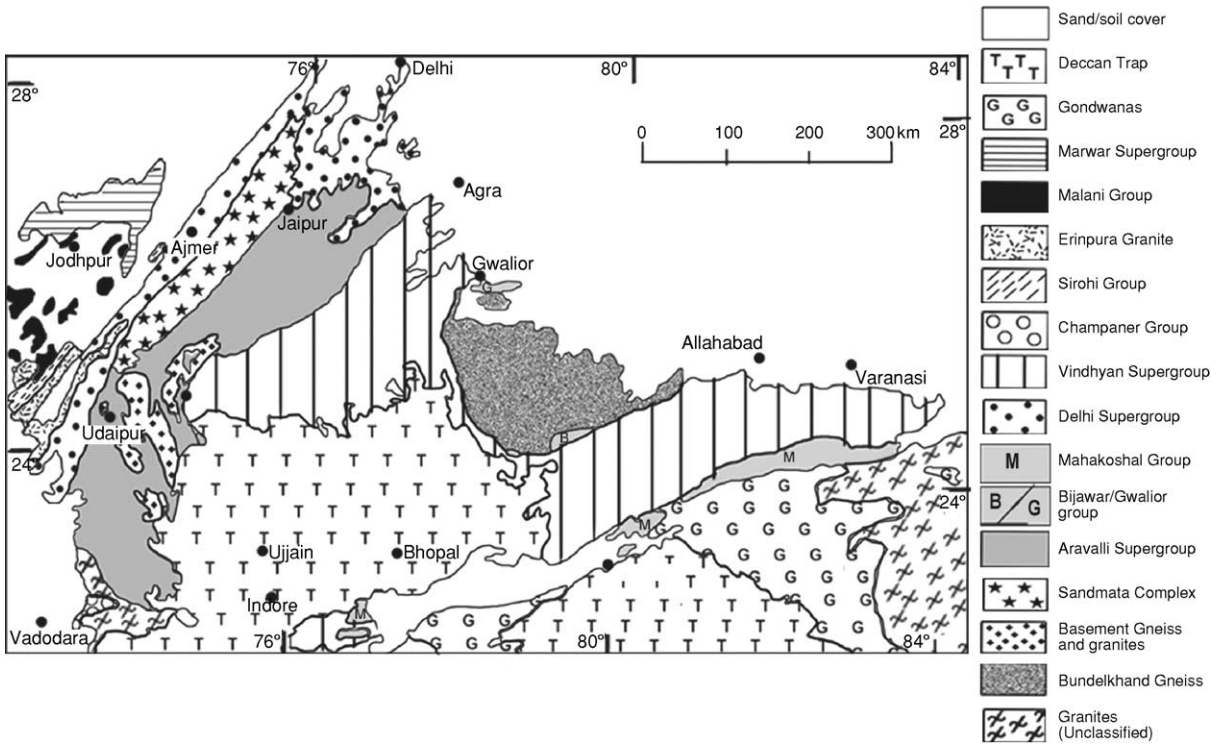 76°
Delhi
80°
84°
28°
28°
0 100 200 300 km
Agra
Jaipur
Ajmer
Jodhpur
Gwalior
G
Allahabad
Varanasi
Udaipur
24°
B
M
24°
M
Ujjain
Bhopal
Indore
M
Vadodara
76°
80°
84°
Sand/soil cover
T T T T Deccan Trap
G G G G Gondwanas
Marwar Supergroup
Malani Group
Erinpura Granite
Sirohi Group
Champaner Group
Vindhyan Supergroup
Delhi Supergroup
M Mahakoshal Group
B/G Bijawar/Gwalior
group
Aravalli Supergroup
Sandmata Complex
Basement Gneiss
and granites
Bundelkhand Gneiss
Granites
(Unclassified)